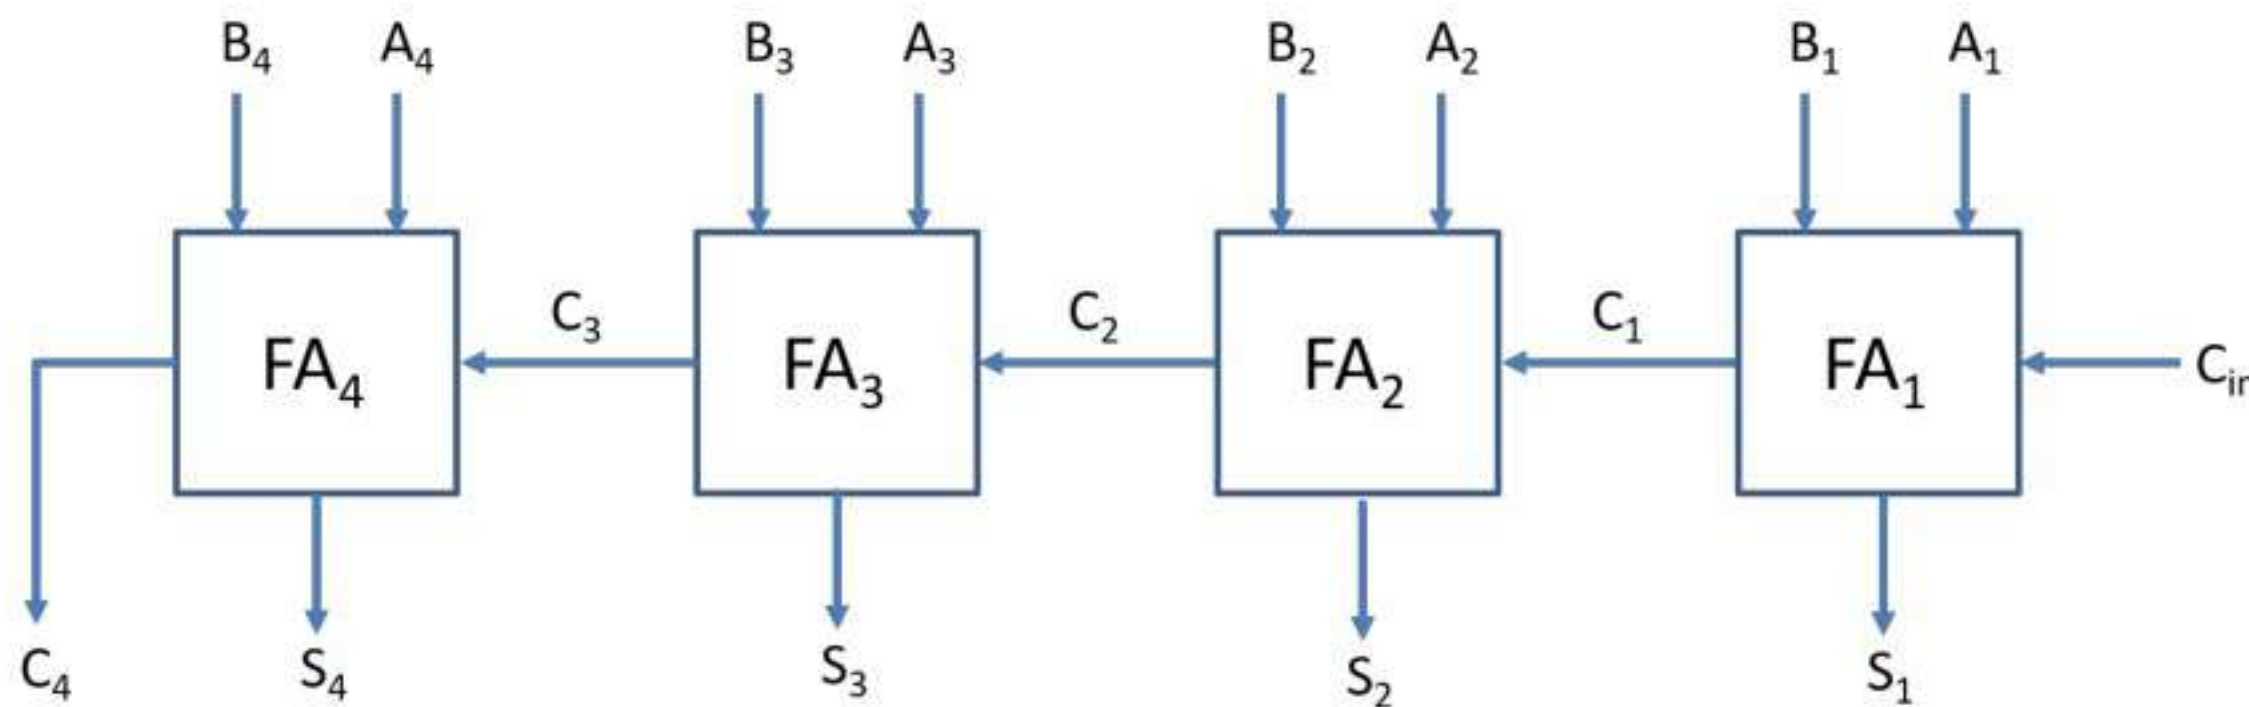 B₄ A₄ B₃ A₃ B₂ A₂ B₁ A₁
C₃ C₂ C₁
FA₄ FA₃ FA₂ FA₁ Cᵢₙ
C₄ S₄ S₃ S₂ S₁